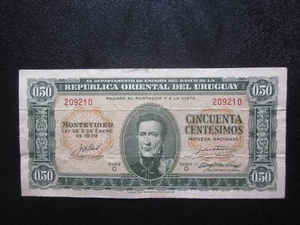 EL DEPARTAMENTO DE EMISION DEL BANCO DE LA
REPUBLICA ORIENTAL DEL URUGUAY
0.50 PAGARA AL PORTADOR Y A LA VISTA 0.50
209210 209210
MONTEVIDEO CINCUENTA
LEY DE 2 DE ENERO CENTESIMOS
DE 1939 MONEDA NACIONAL
SERIE SERIE
O O
0.50 0.50